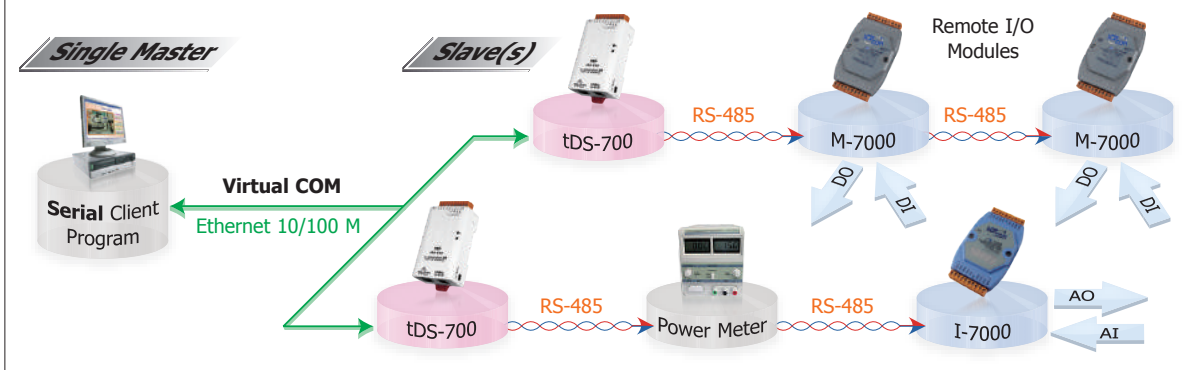 Single Master
Slave(s)
Remote I/O
Modules
tDS-700
RS-485
M-7000
RS-485
M-7000
DO
DI
DO
DI
Virtual COM
Ethernet 10/100 M
Serial Client
Program
tDS-700
RS-485
Power Meter
RS-485
I-7000
AO
AI